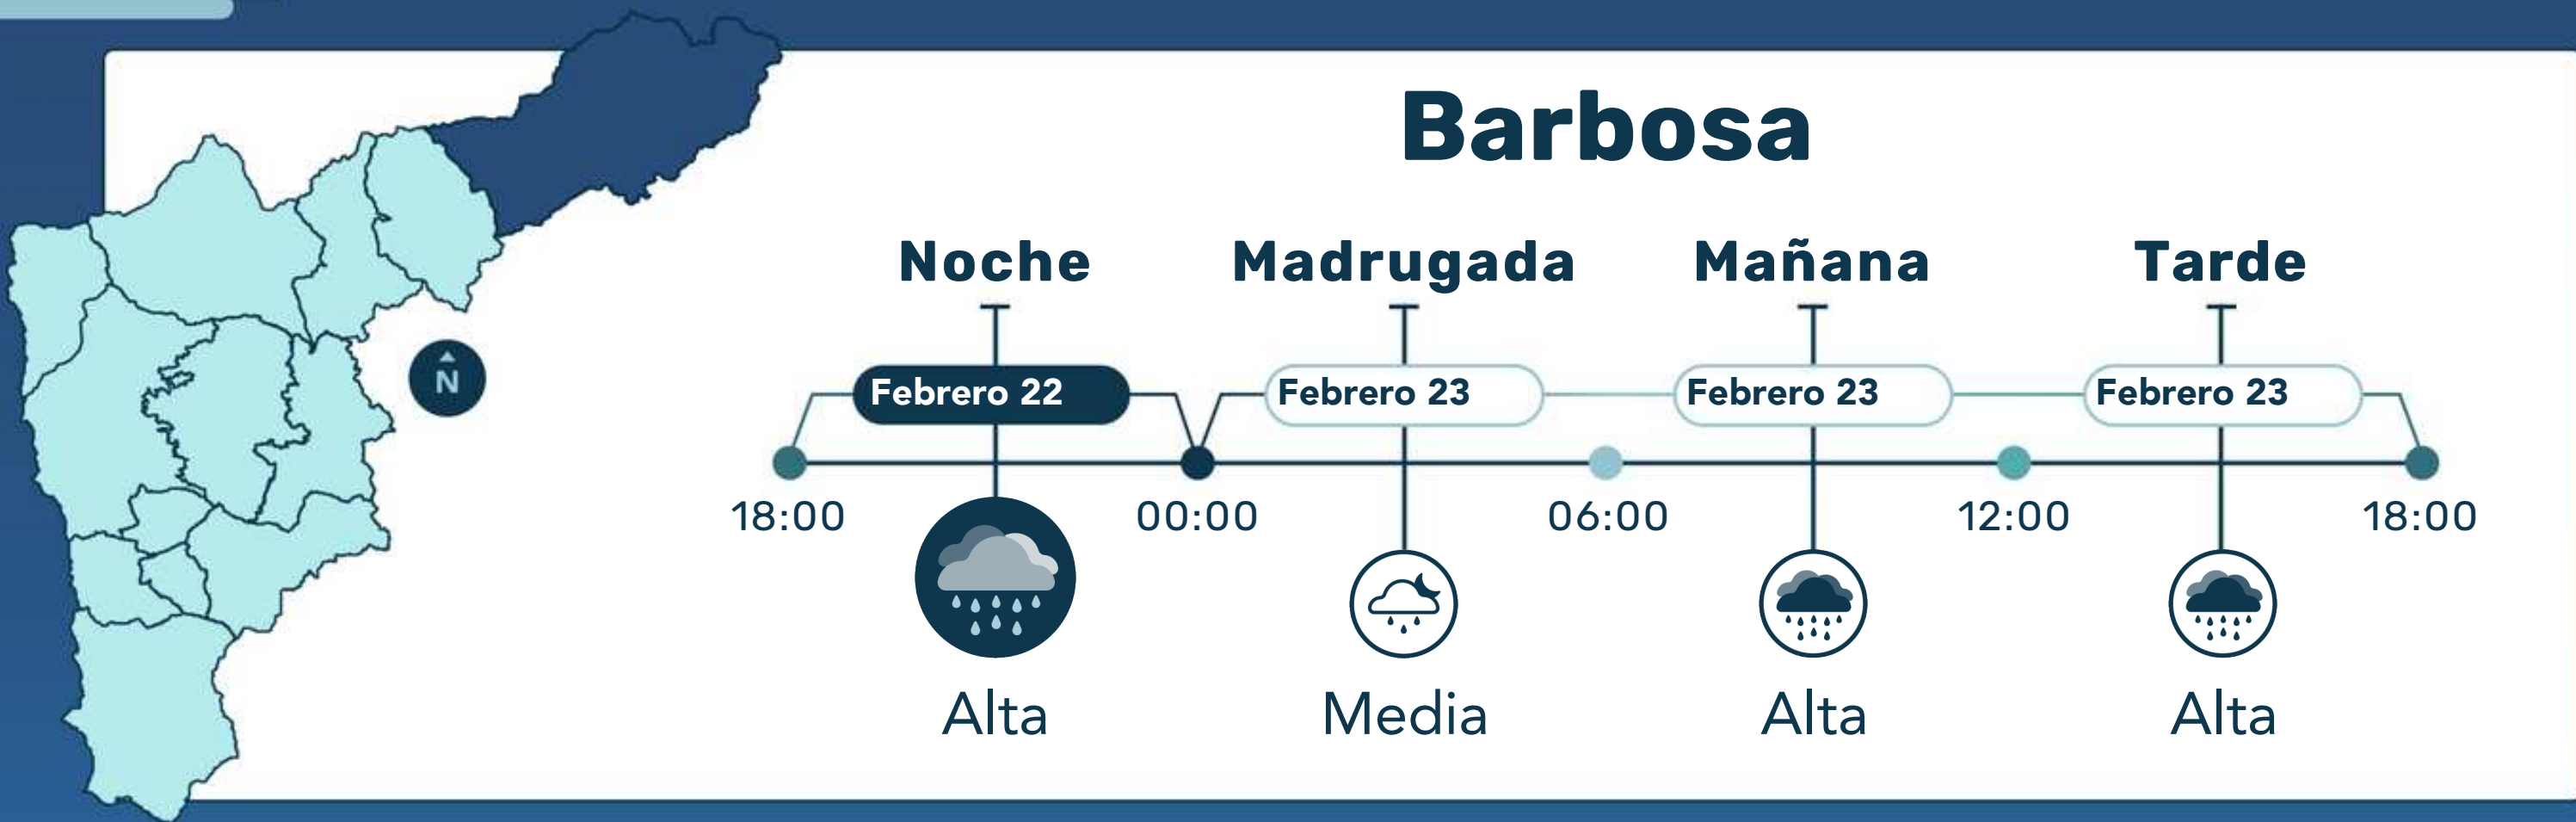 Barbosa
Noche Madrugada Mañana Tarde
Febrero 22 Febrero 23 Febrero 23 Febrero 23
N
18:00 00:00 06:00 12:00 18:00
Alta Media Alta Alta